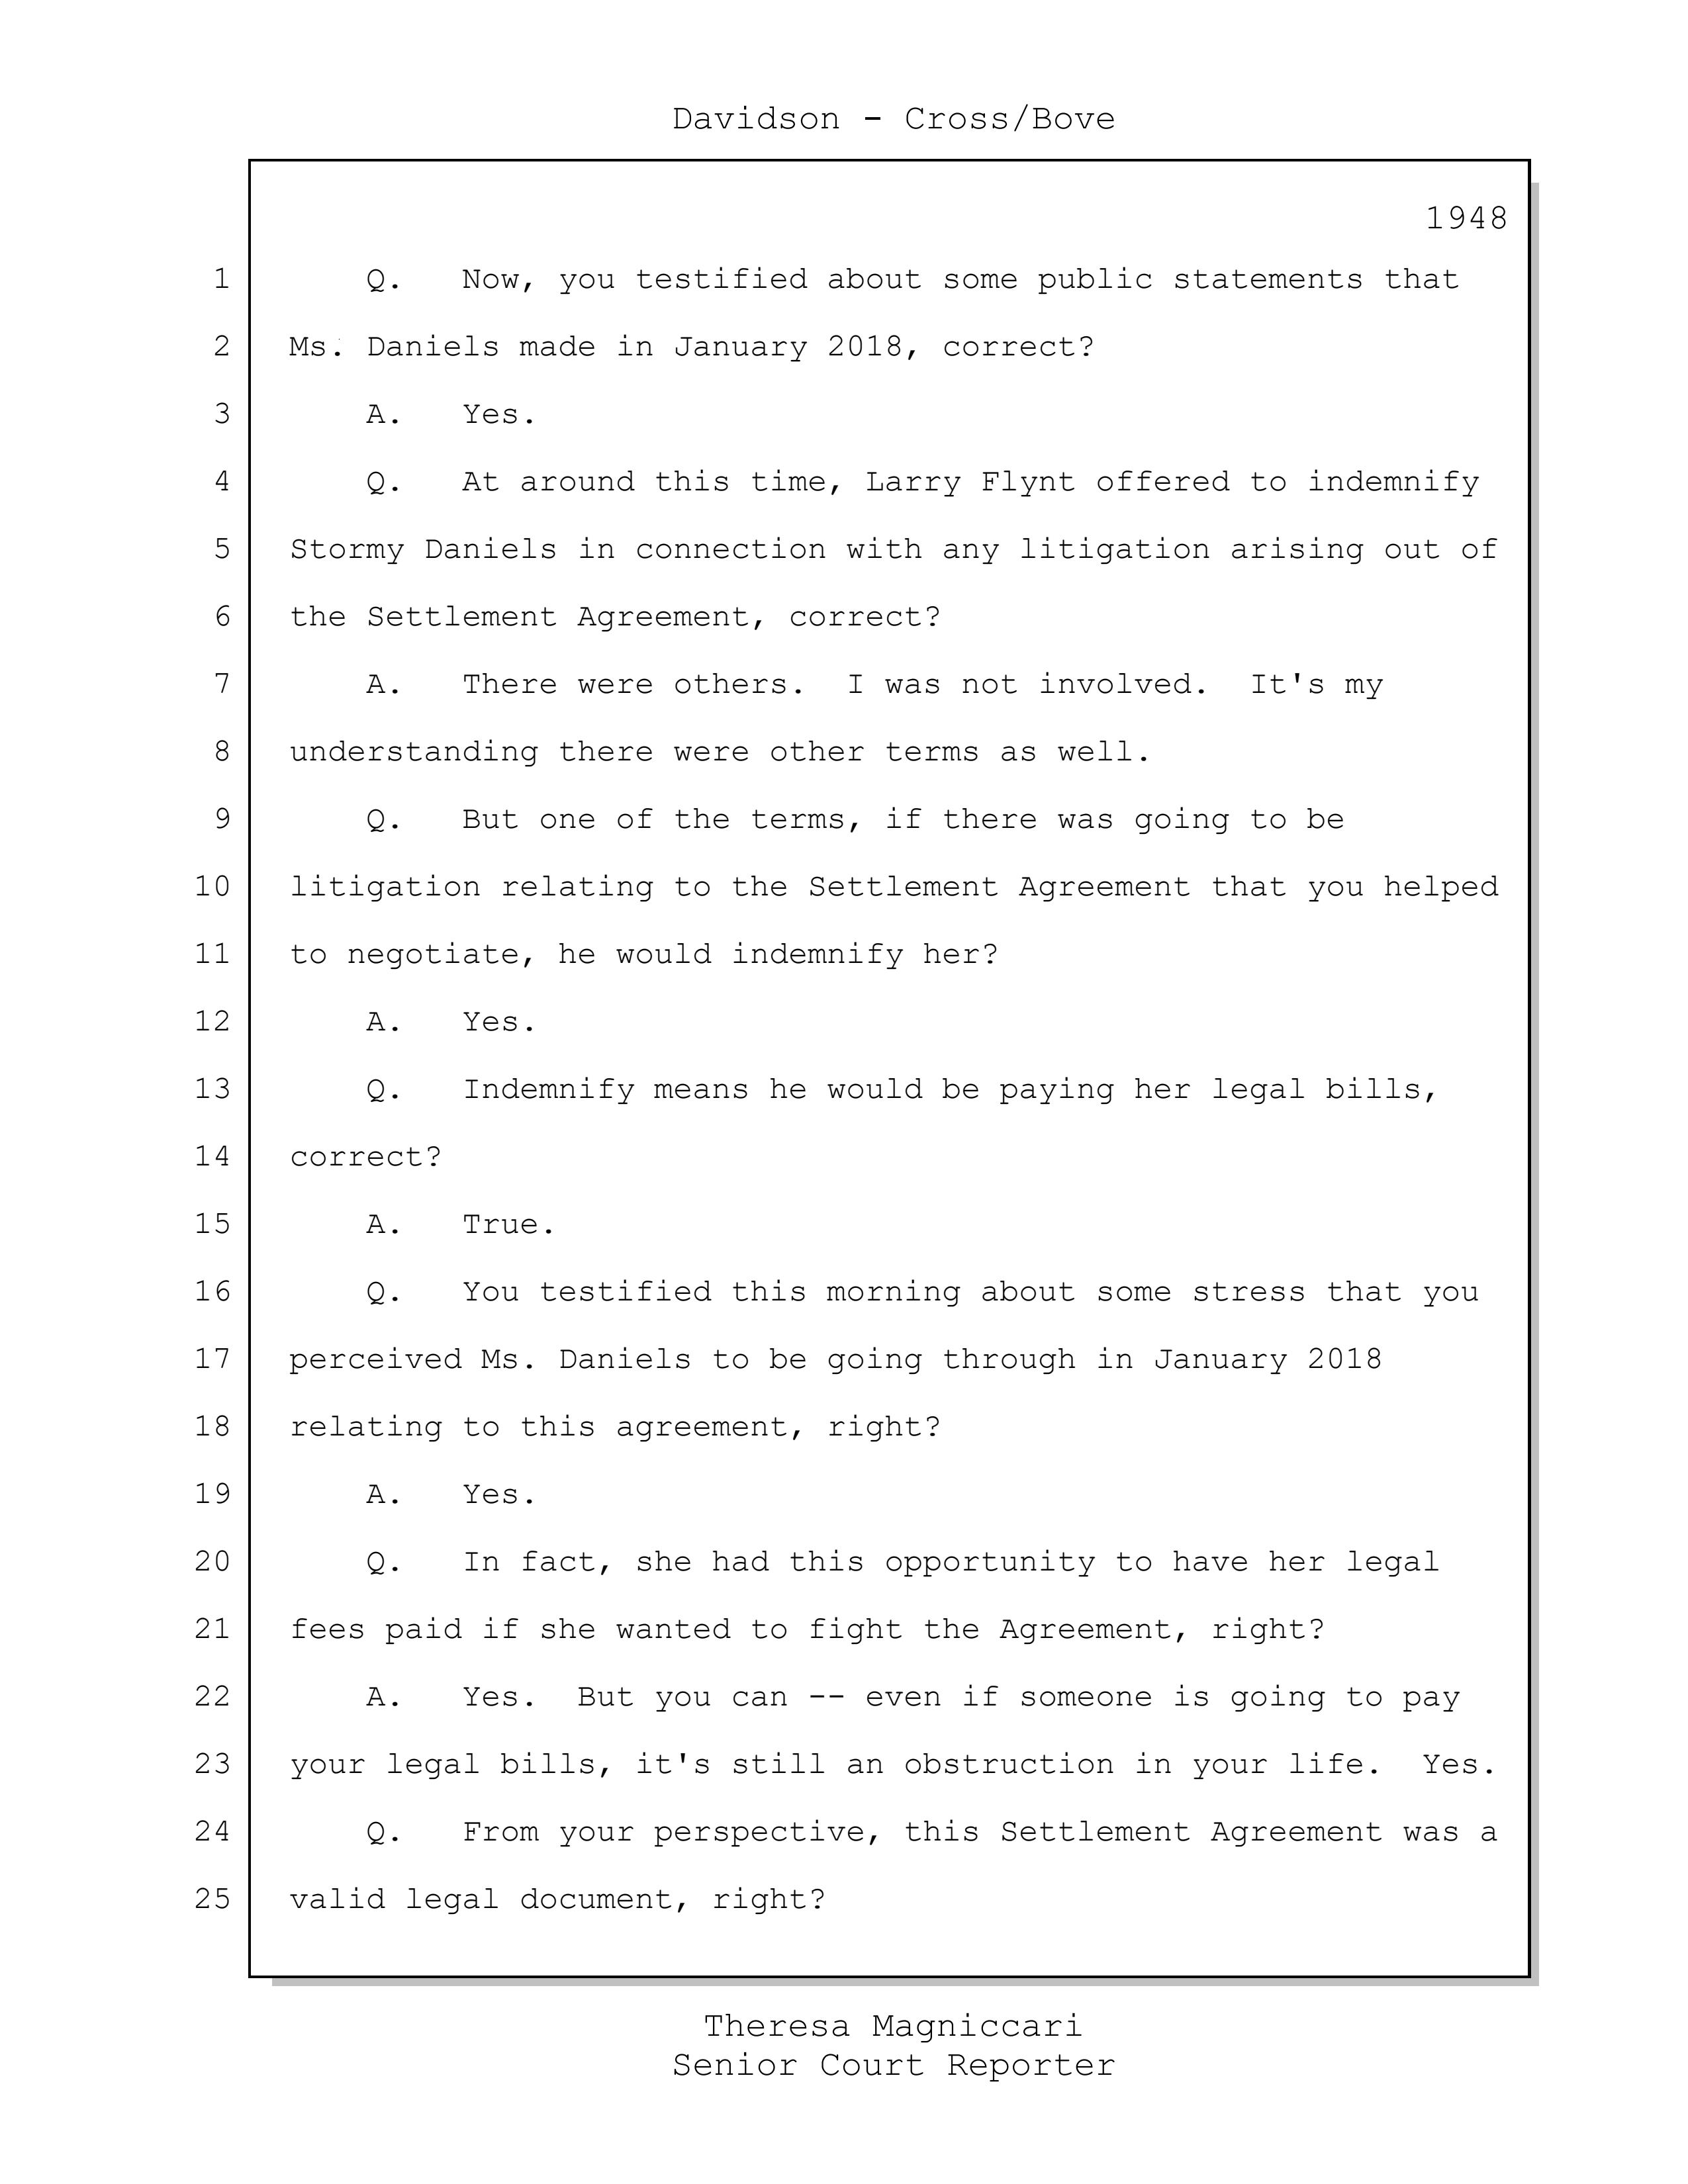 Davidson - Cross/Bove
1948
1 Q. Now, you testified about some public statements that
2 Ms. Daniels made in January 2018, correct?
3 A. Yes.
4 Q. At around this time, Larry Flynt offered to indemnify
5 Stormy Daniels in connection with any litigation arising out of
6 the Settlement Agreement, correct?
7 A. There were others. I was not involved. It's my
8 understanding there were other terms as well.
9 Q. But one of the terms, if there was going to be
10 litigation relating to the Settlement Agreement that you helped
11 to negotiate, he would indemnify her?
12 A. Yes.
13 Q. Indemnify means he would be paying her legal bills,
14 correct?
15 A. True.
16 Q. You testified this morning about some stress that you
17 perceived Ms. Daniels to be going through in January 2018
18 relating to this agreement, right?
19 A. Yes.
20 Q. In fact, she had this opportunity to have her legal
21 fees paid if she wanted to fight the Agreement, right?
22 A. Yes. But you can -- even if someone is going to pay
23 your legal bills, it's still an obstruction in your life. Yes.
24 Q. From your perspective, this Settlement Agreement was a
25 valid legal document, right?
Theresa Magniccari
Senior Court Reporter